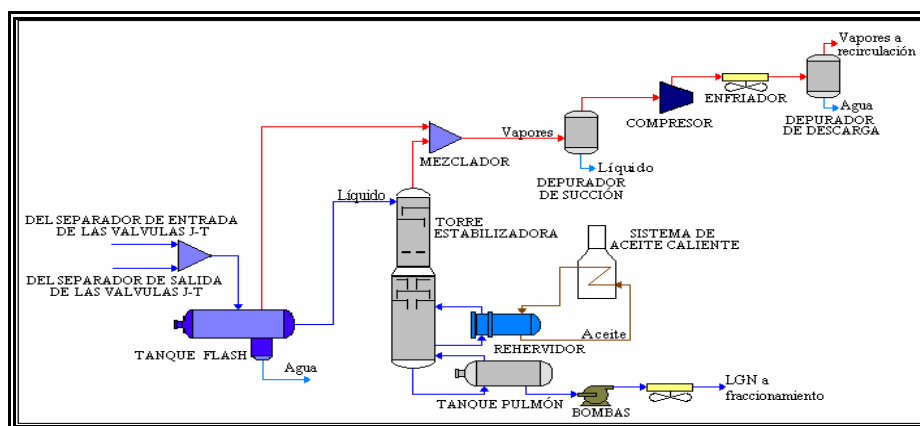 Vapores a
recirculación
ENFRIADOR
Agua
COMPRESOR
DEPURADOR
DE DESCARGA
Vapores
MEZCLADOR
Líquido
DEPURADOR
DE SUCCIÓN
Líquido
TORRE
ESTABILIZADORA
SISTEMA DE
ACEITE CALIENTE
DEL SEPARADOR DE ENTRADA
DE LAS VALVULAS J-T
DEL SEPARADOR DE SALIDA
DE LAS VALVULAS J-T
Aceite
REHERVIDOR
TANQUE FLASH
Agua
TANQUE PULMÓN
BOMBAS
LGN a
fraccionamiento